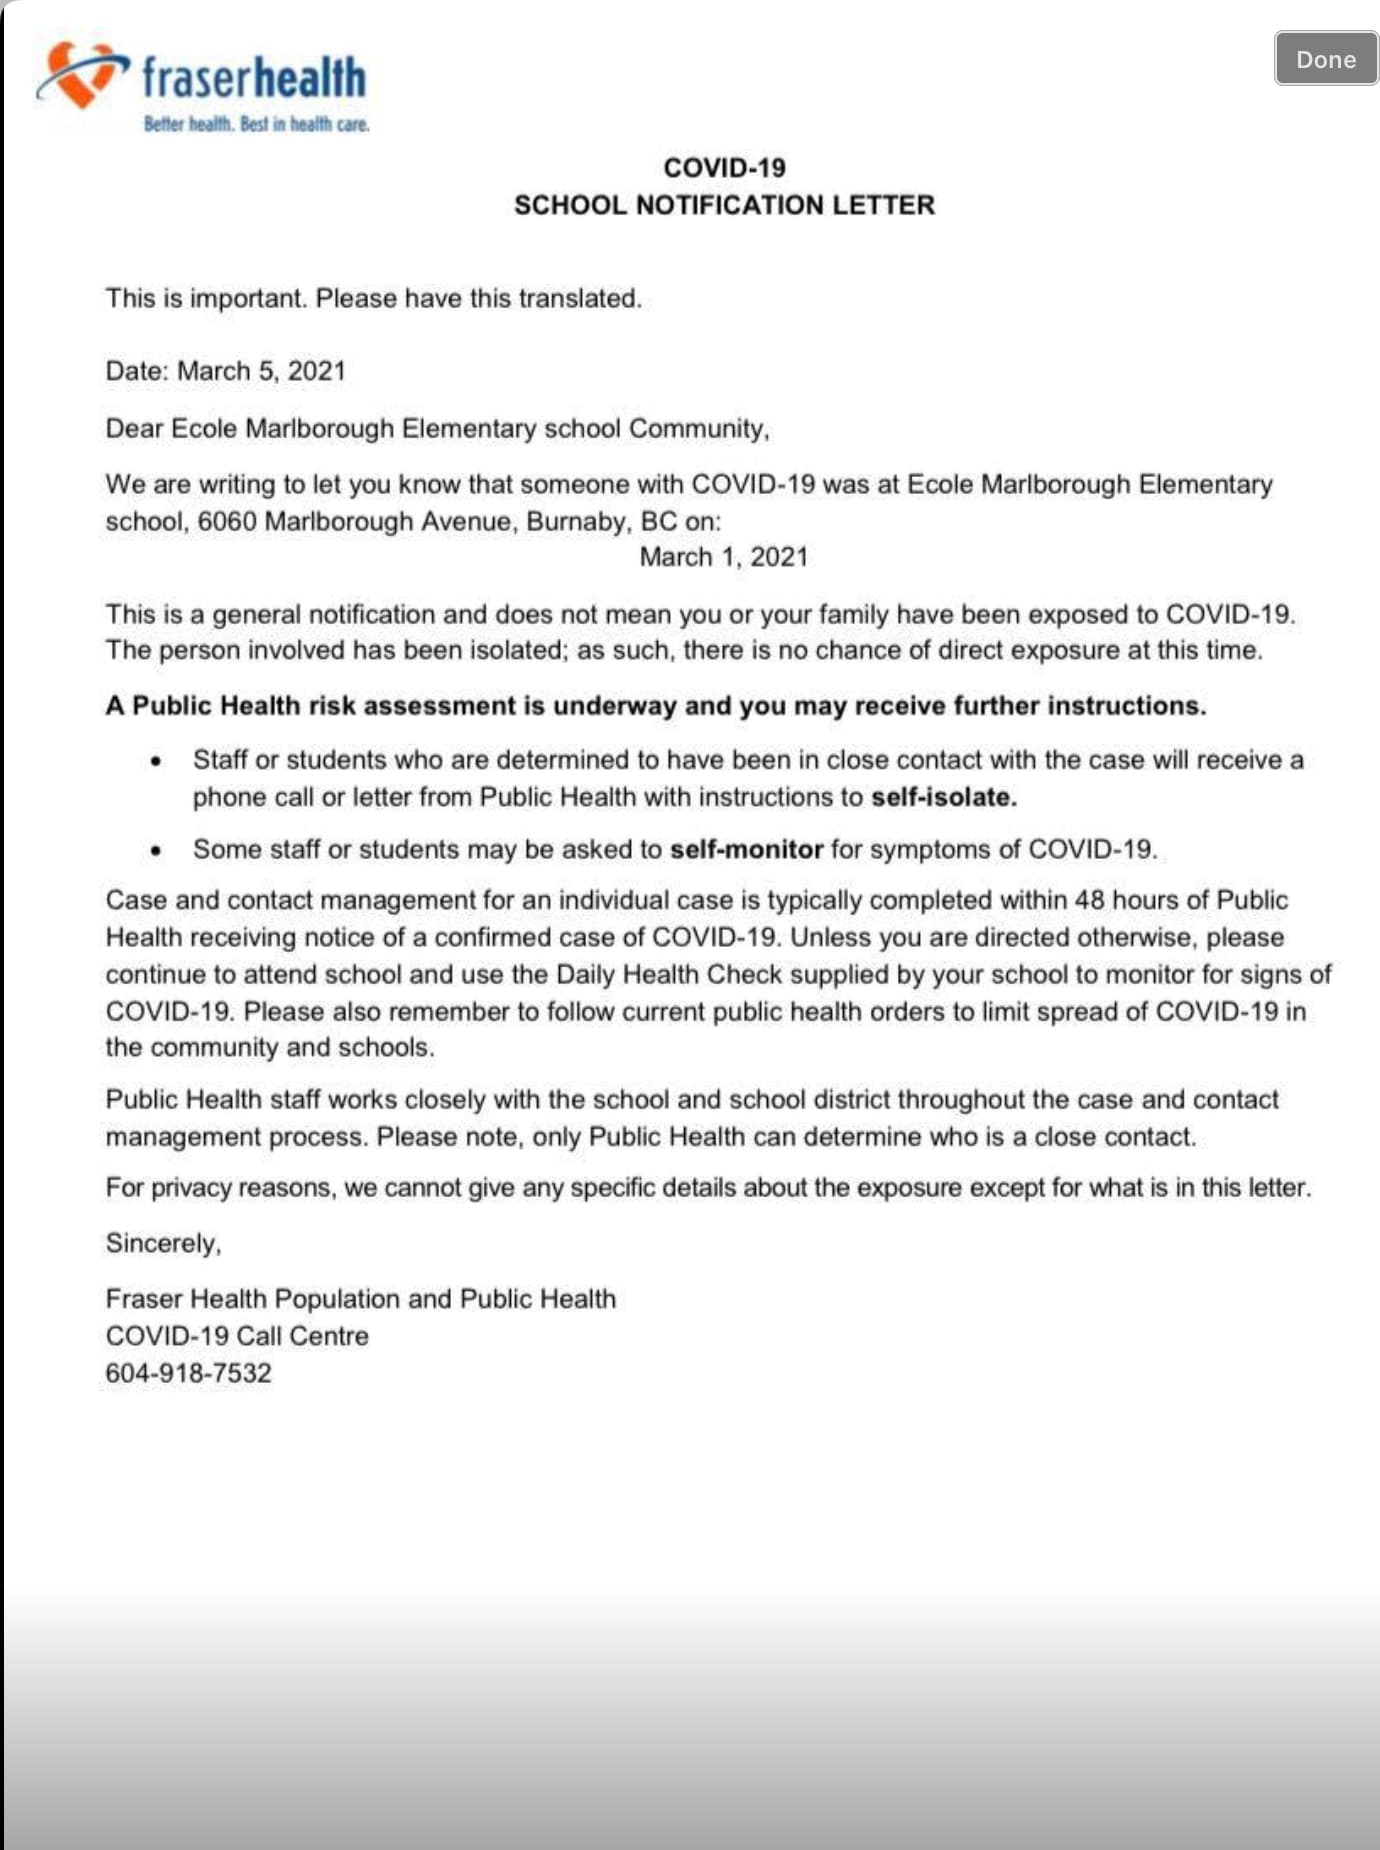 fraserhealth
Better health. Best in health care.
Done
COVID-19
SCHOOL NOTIFICATION LETTER
This is important. Please have this translated.
Date: March 5, 2021
Dear Ecole Marlborough Elementary school Community,
We are writing to let you know that someone with COVID-19 was at Ecole Marlborough Elementary
school, 6060 Marlborough Avenue, Burnaby, BC on:
March 1, 2021
This is a general notification and does not mean you or your family have been exposed to COVID-19.
The person involved has been isolated; as such, there is no chance of direct exposure at this time.
A Public Health risk assessment is underway and you may receive further instructions.
• Staff or students who are determined to have been in close contact with the case will receive a
phone call or letter from Public Health with instructions to self-isolate.
• Some staff or students may be asked to self-monitor for symptoms of COVID-19.
Case and contact management for an individual case is typically completed within 48 hours of Public
Health receiving notice of a confirmed case of COVID-19. Unless you are directed otherwise, please
continue to attend school and use the Daily Health Check supplied by your school to monitor for signs of
COVID-19. Please also remember to follow current public health orders to limit spread of COVID-19 in
the community and schools.
Public Health staff works closely with the school and school district throughout the case and contact
management process. Please note, only Public Health can determine who is a close contact.
For privacy reasons, we cannot give any specific details about the exposure except for what is in this letter.
Sincerely,
Fraser Health Population and Public Health
COVID-19 Call Centre
604-918-7532